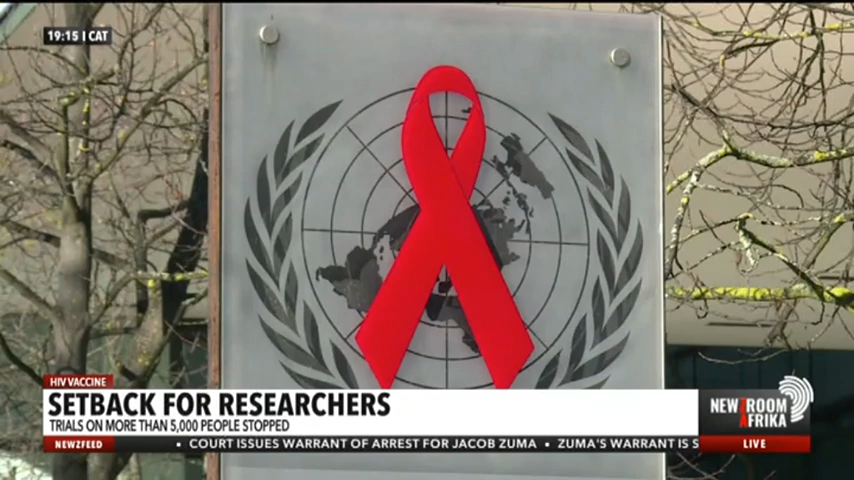 19:15 | CAT
HIV VACCINE
SETBACK FOR RESEARCHERS
TRIALS ON MORE THAN 5,000 PEOPLE STOPPED
NEWZROOM
AFRIKA
NEWZFEED • COURT ISSUES WARRANT OF ARREST FOR JACOB ZUMA • ZUMA'S WARRANT IS S
LIVE